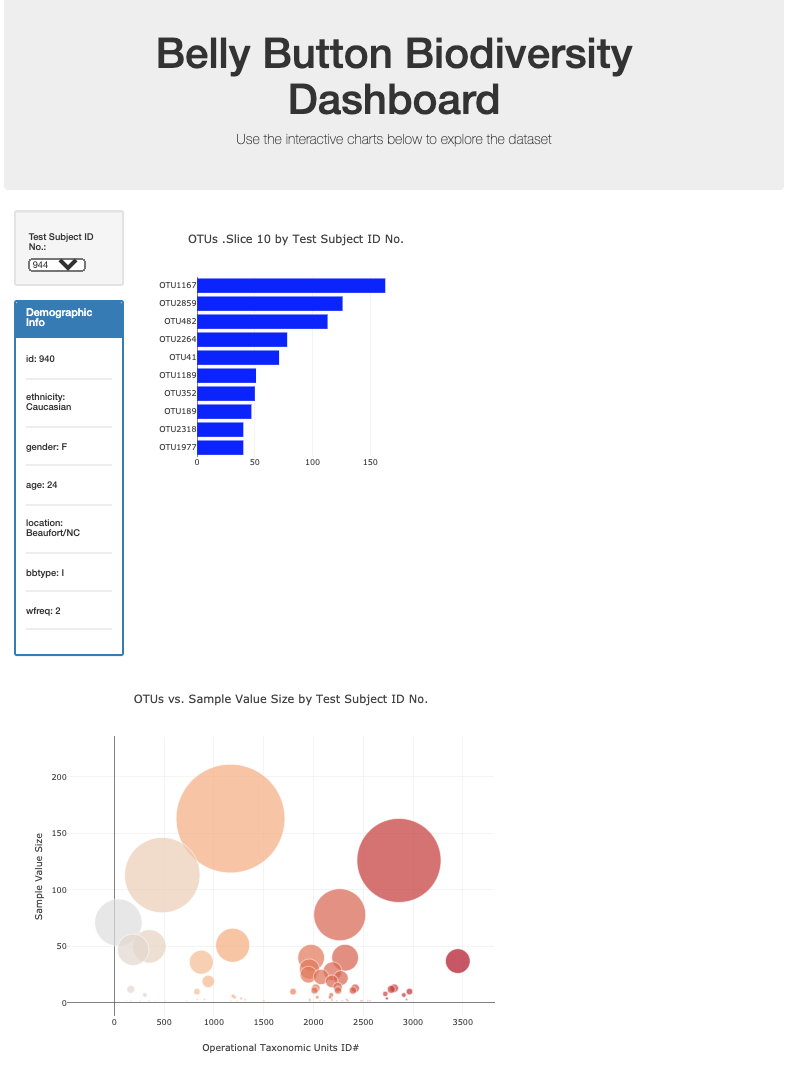 Belly Button Biodiversity
Dashboard
Use the interactive charts below to explore the dataset
Test Subject ID
No.:
944
Demographic
Info
id: 940
ethnicity:
Caucasian
gender: F
age: 24
location:
Beaufort/NC
bbtype: I
wfreq: 2
OTUs .Slice 10 by Test Subject ID No.
OTU1167
OTU2859
OTU482
OTU2264
OTU41
OTU1189
OTU352
OTU189
OTU2318
OTU1977
0 50 100 150
OTUs vs. Sample Value Size by Test Subject ID No.
Sample Value Size
200
150
100
50
0
0 500 1000 1500 2000 2500 3000 3500
Operational Taxonomic Units ID#